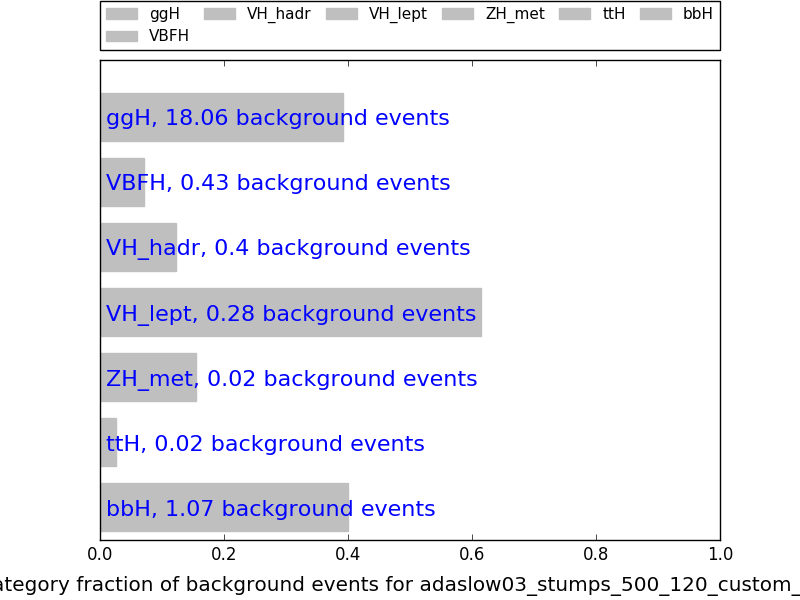 ggH VH_hadr VH_lept ZH_met ttH bbH
VBFH
ggH, 18.06 background events
VBFH, 0.43 background events
VH_hadr, 0.4 background events
VH_lept, 0.28 background events
ZH_met, 0.02 background events
ttH, 0.02 background events
bbH, 1.07 background events
0.0 0.2 0.4 0.6 0.8 1.0
ategory fraction of background events for adaslow03_stumps_500_120_custom_